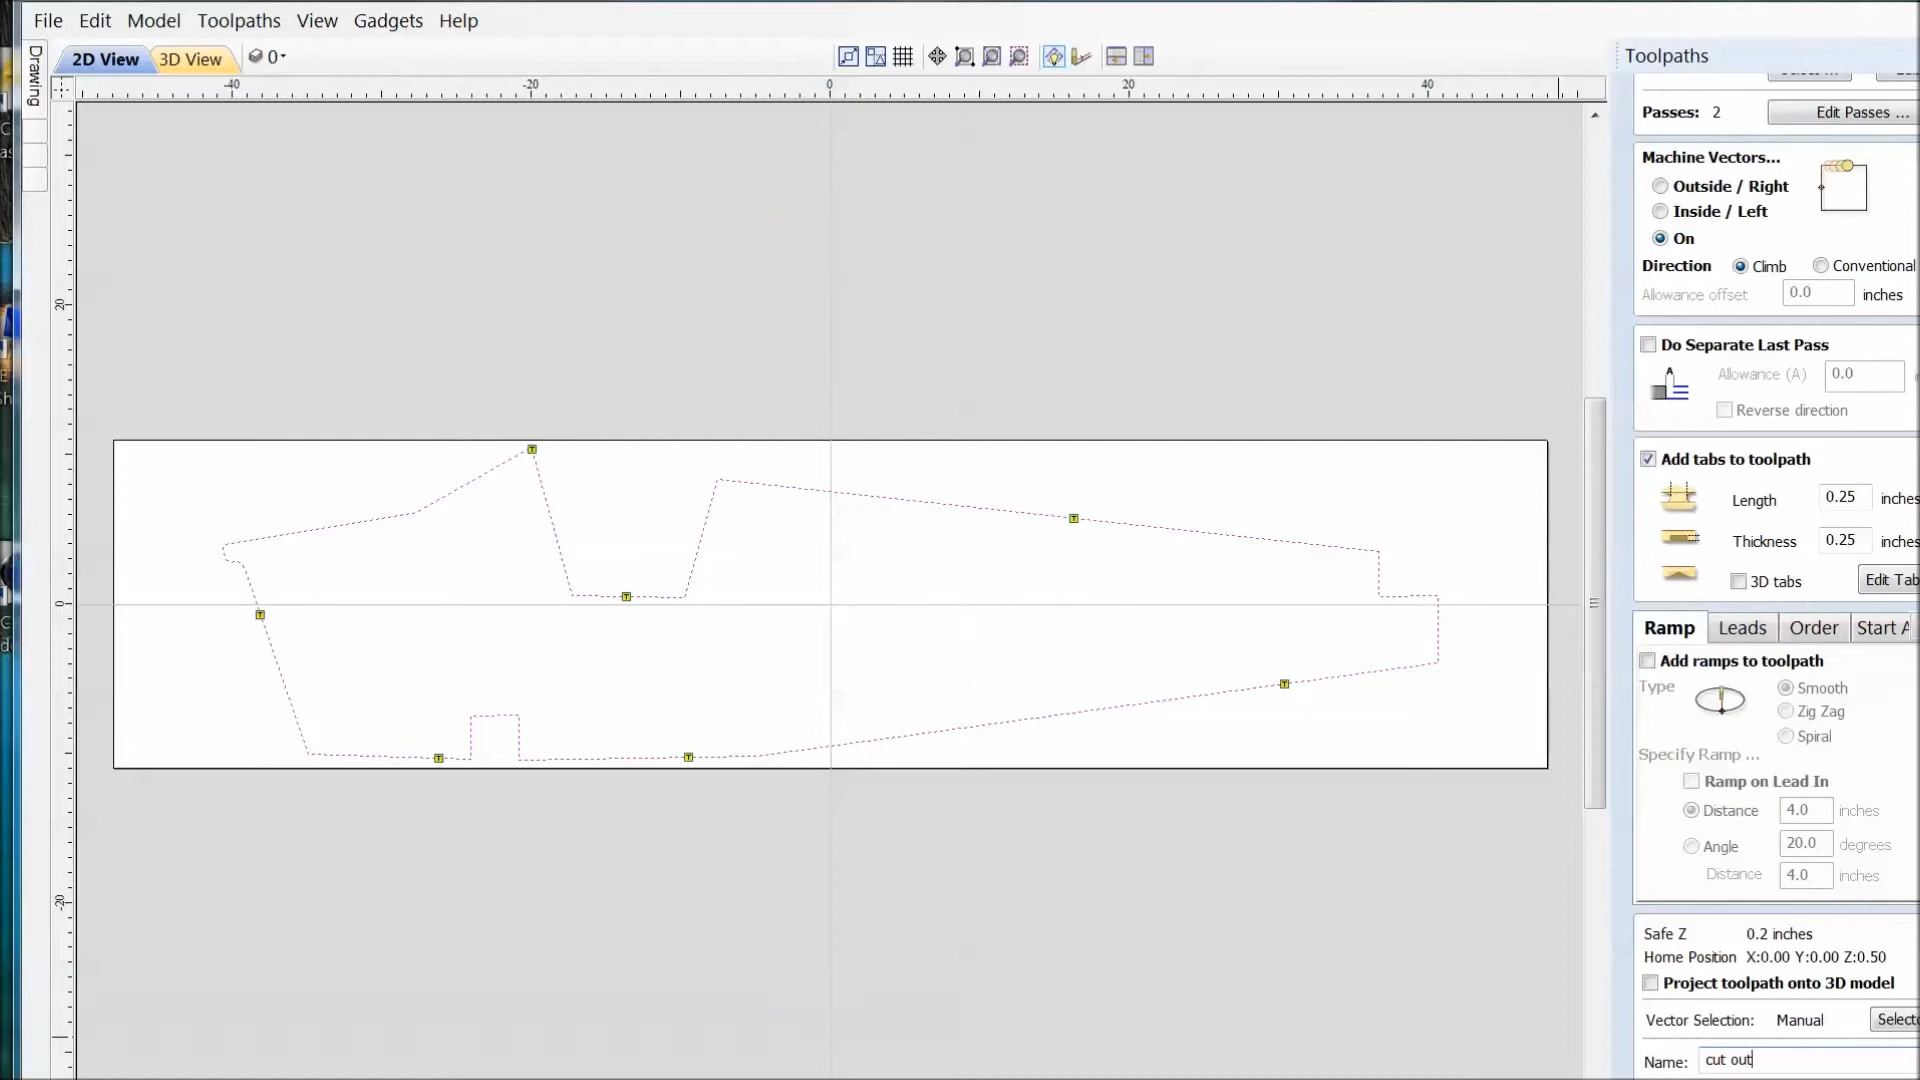 File Edit Model Toolpaths View Gadgets Help
Drawing
2D View 3D View 0
Toolpaths
-40 -20 0 20 40
Passes: 2 Edit Passes ...
Machine Vectors...
Outside / Right
Inside / Left
On
Direction Climb Conventional
Allowance offset 0.0 inches
20
Do Separate Last Pass
A
Allowance (A) 0.0
Reverse direction
Add tabs to toolpath
Length 0.25 inches
Thickness 0.25 inches
3D tabs Edit Tab
0
T
T
T
T
T
T
T
Ramp Leads Order Start A
Add ramps to toolpath
Type Smooth
Zig Zag
Spiral
Specify Ramp ...
Ramp on Lead In
Distance 4.0 inches
Angle 20.0 degrees
Distance 4.0 inches
-20
Safe Z 0.2 inches
Home Position X:0.00 Y:0.00 Z:0.50
Project toolpath onto 3D model
Vector Selection: Manual Selecto
Name: cut out